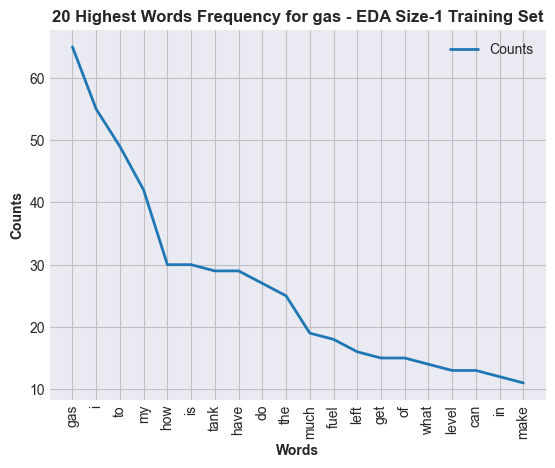 20 Highest Words Frequency for gas - EDA Size-1 Training Set
Counts
60
50
40
30
20
10
Counts
gas
i
to
my
how
is
tank
have
do
the
much
fuel
left
get
of
what
level
can
in
make
Words